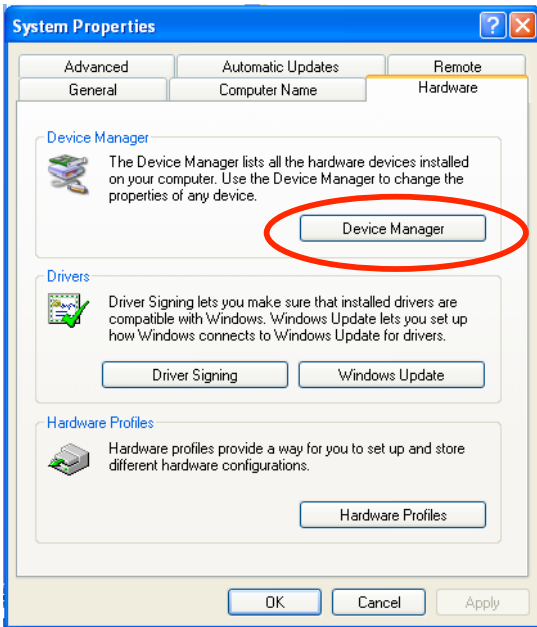 System Properties
Advanced
Automatic Updates
Remote
General
Computer Name
Hardware
Device Manager
The Device Manager lists all the hardware devices installed
on your computer. Use the Device Manager to change the
properties of any device.
Device Manager
Drivers
Driver Signing lets you make sure that installed drivers are
compatible with Windows. Windows Update lets you set up
how Windows connects to Windows Update for drivers.
Driver Signing
Windows Update
Hardware Profiles
Hardware profiles provide a way for you to set up and store
different hardware configurations.
Hardware Profiles
OK
Cancel
Apply